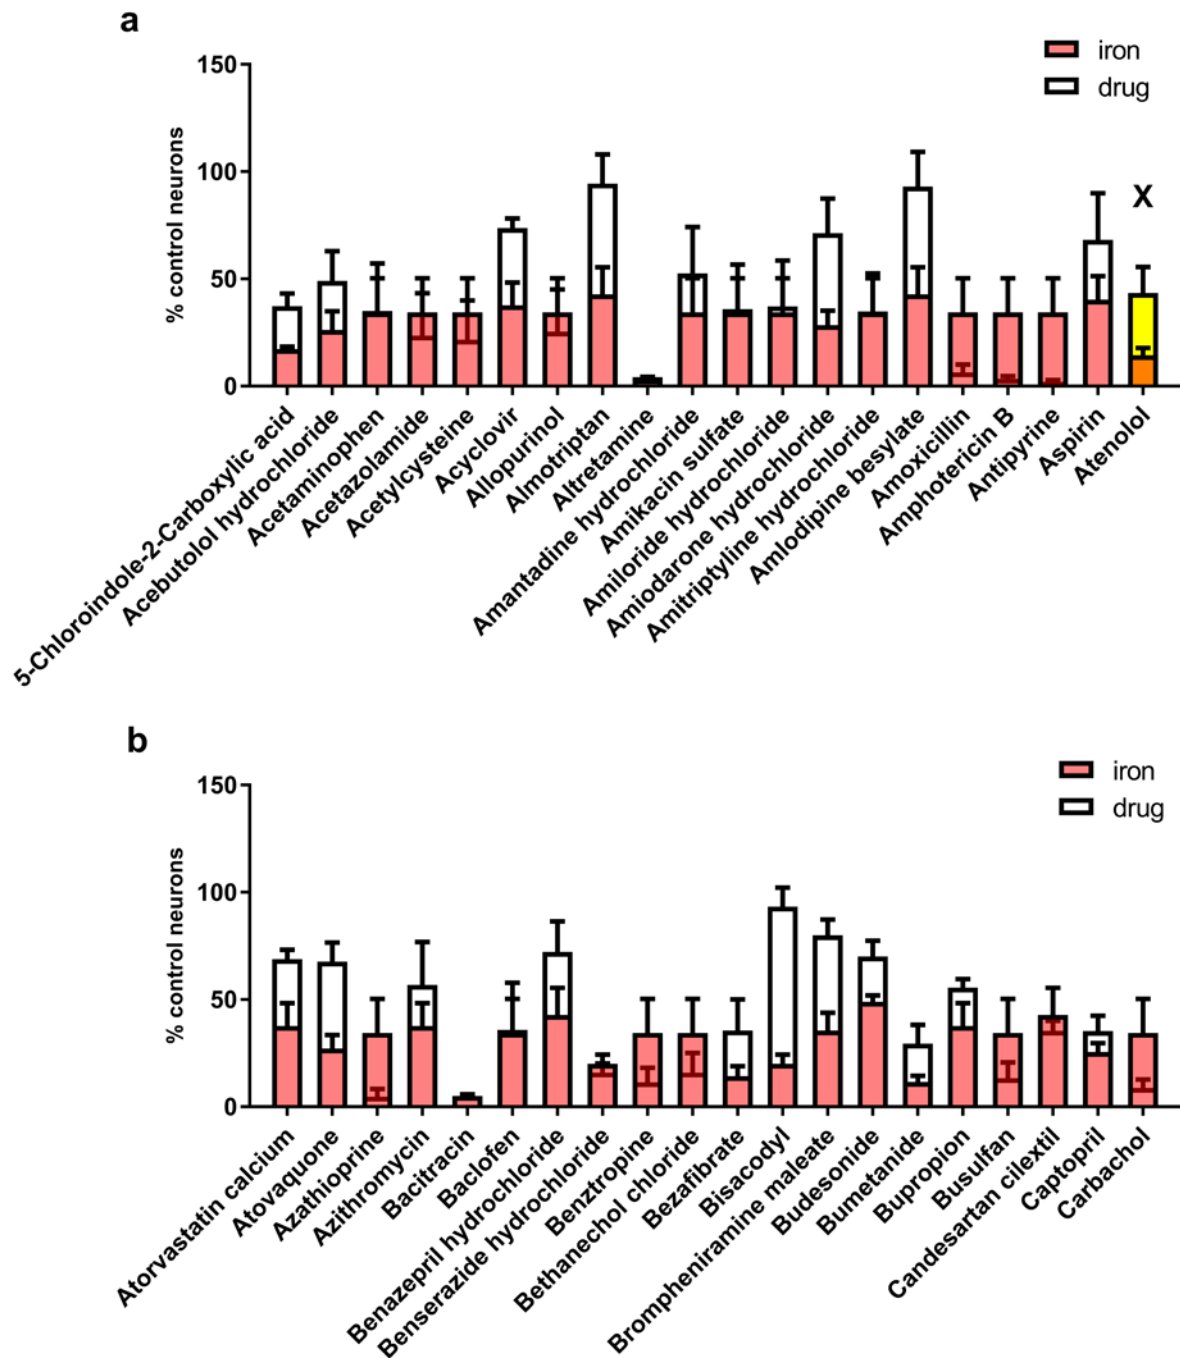 a
iron
drug
150
100
50
0
% control neurons
X
5-Chloroindole-2-Carboxylic acid
Acebutolol hydrochloride
Acetaminophen
Acetazolamide
Acetylcysteine
Acyclovir
Allopurinol
Almotriptan
Altretamine
Amantadine hydrochloride
Amikacin sulfate
Amiloride hydrochloride
Amiodarone hydrochloride
Amitriptyline hydrochloride
Amlodipine besylate
Amoxicillin
Amphotericin B
Antipyrine
Aspirin
Atenolol
b
iron
drug
150
100
50
0
% control neurons
Atorvastatin calcium
Atovaquone
Azathioprine
Azithromycin
Bacitracin
Baclofen
Benazepril hydrochloride
Benserazide hydrochloride
Benztropine
Bethanechol chloride
Bezafibrate
Bisacodyl
Brompheniramine maleate
Budesonide
Bumetanide
Bupropion
Busulfan
Candesartan cilextil
Captopril
Carbachol